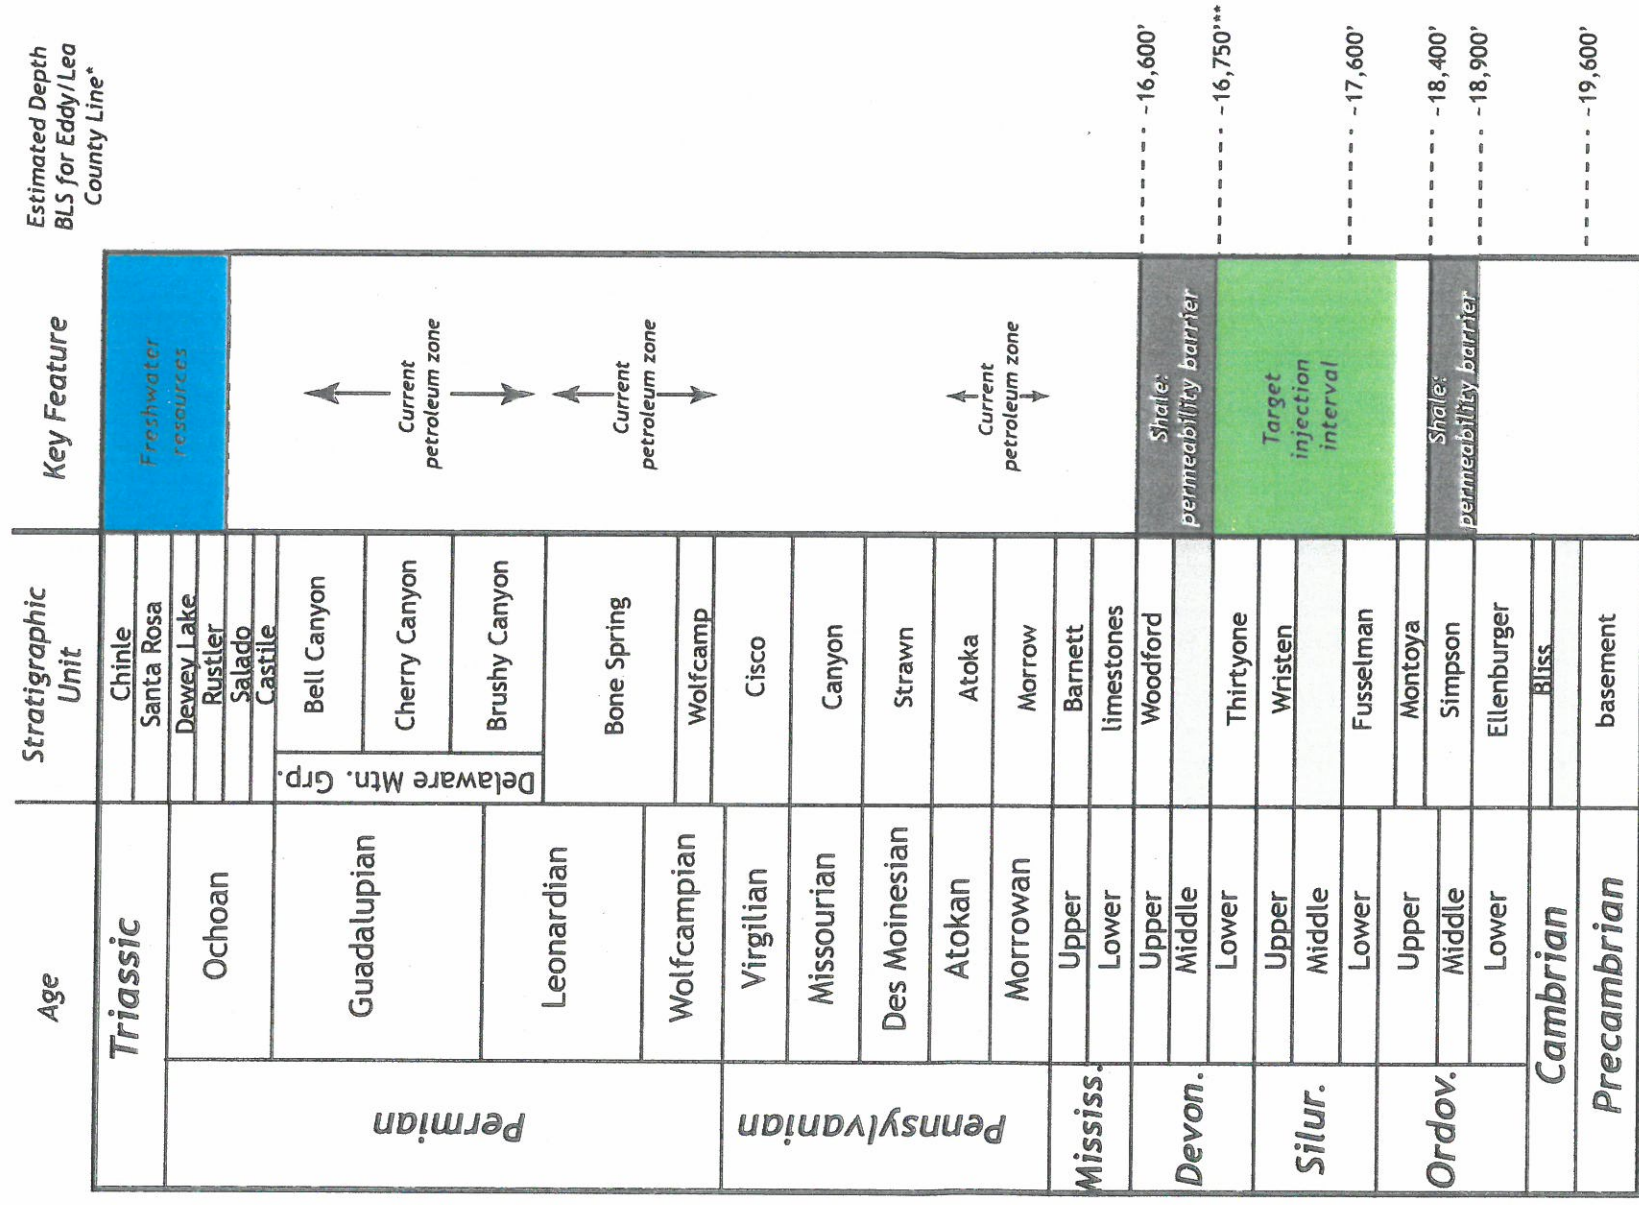 Age
Stratigraphic
Unit
Key Feature
Estimated Depth
BLS for Eddy/Lea
County Line*
Triassic
Chinle
Santa Rosa
Freshwater
resources
Permian
Ochoan
Dewey Lake
Rustler
Salado
Castile
Guadalupian
Delaware Mtn. Grp.
Bell Canyon
Cherry Canyon
Brushy Canyon
Current
petroleum zone
Leonardian
Bone Spring
Current
petroleum zone
Wolfcampian
Wolfcamp
Pennsylvanian
Virgilian
Cisco
Missourian
Canyon
Des Moinesian
Strawn
Atokan
Atoka
Morrowan
Morrow
Current
petroleum zone
Mississ.
Upper
Barnett
Lower
limestones
Devon.
Upper
Woodford
Middle
Shale:
permeability barrier
-16,600'
Lower
Thirtyone
-16,750'**
Silur.
Upper
Wristen
Middle
Target
injection
interval
Lower
Fusselman
-17,600'
Ordov.
Upper
Montoya
Middle
Simpson
Shale:
permeability barrier
-18,400'
Lower
Ellenburger
-18,900'
Cambrian
Bliss
Precambrian
basement
-19,600'